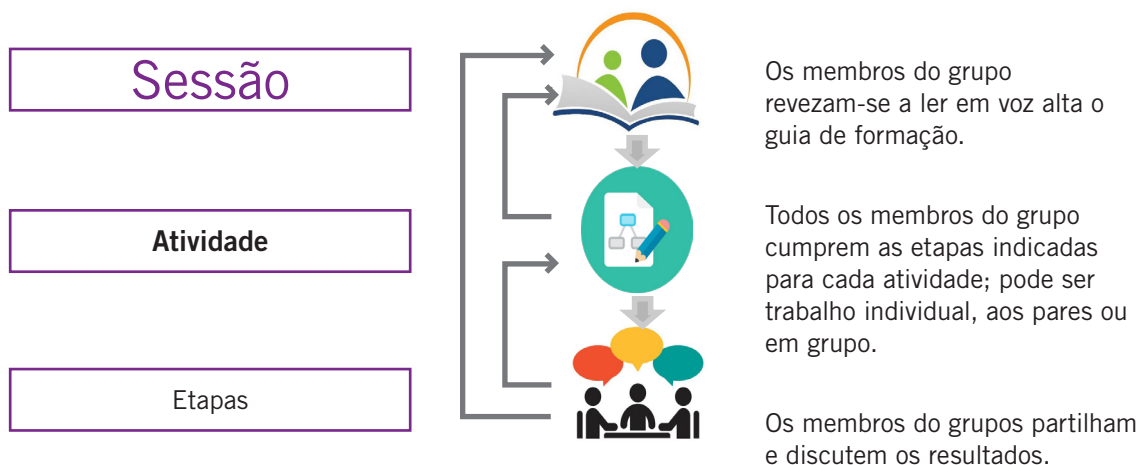 Sessão
Os membros do grupo
revezam-se a ler em voz alta o
guia de formação.
Atividade
Todos os membros do grupo
cumprem as etapas indicadas
para cada atividade; pode ser
trabalho individual, aos pares ou
em grupo.
Etapas
Os membros do grupos partilham
e discutem os resultados.